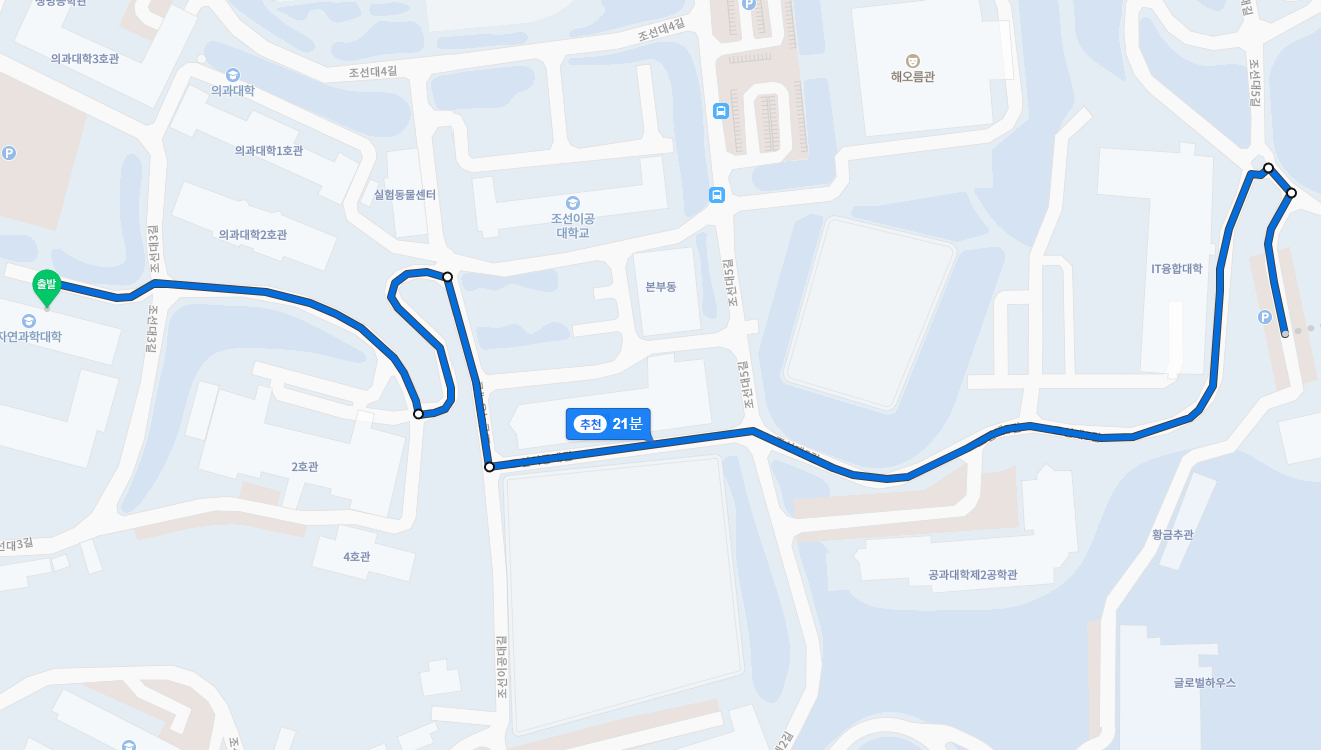 의과대학3호관
의과대학
조선대4길
조선대4길
P
해오름관
조선대5길
P
의과대학1호관
실험동물센터
조선이공
대학교
의과대학2호관
조선대3길
본부동
조선대5길
IT융합대학
출발
자연과학대학
조선대3길
P
조선대5길
추천 21분
2호관
4호관
공과대학제2공학관
황금추관
조선이공대길
글로벌하우스